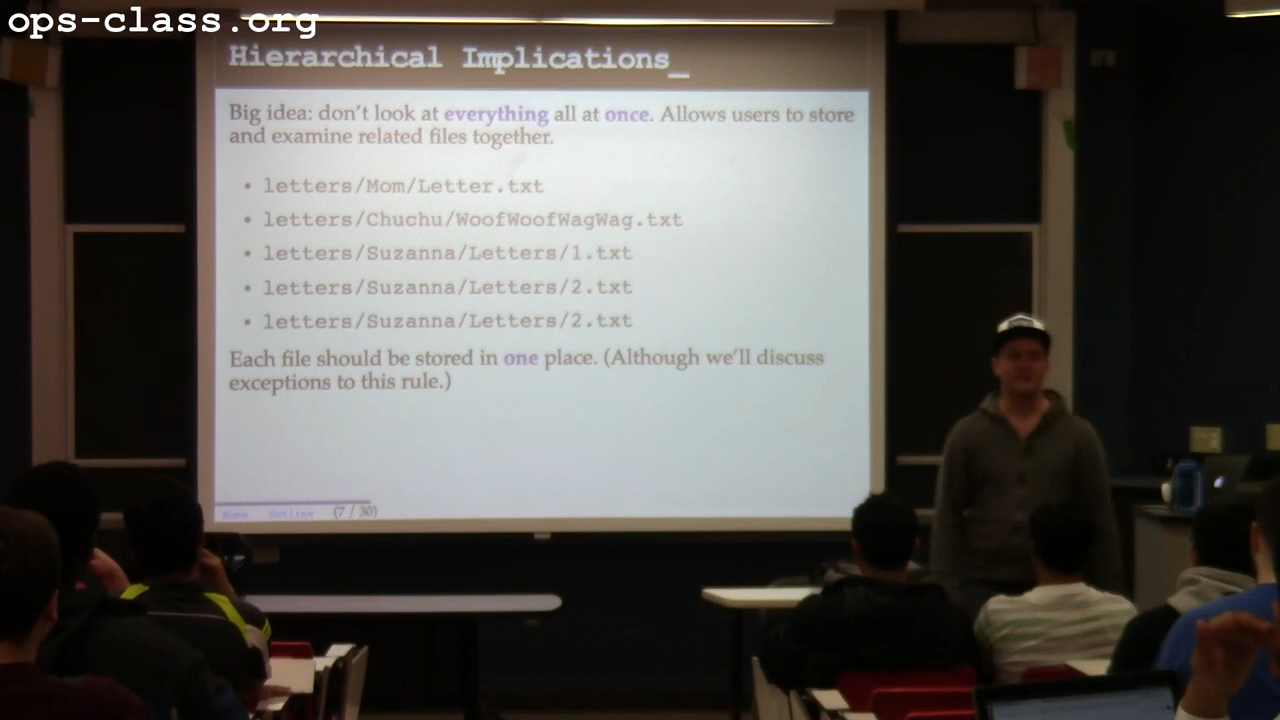 ops-class.org
Hierarchical Implications_
Big idea: don't look at everything all at once. Allows users to store
and examine related files together.
• letters/Mom/Letter.txt
• letters/Chuchu/WoofWoofWagWag.txt
• letters/Suzanna/Letters/1.txt
• letters/Suzanna/Letters/2.txt
• letters/Suzanna/Letters/2.txt
Each file should be stored in one place. (Although we'll discuss
exceptions to this rule.)
Home Outline (7 / 30)